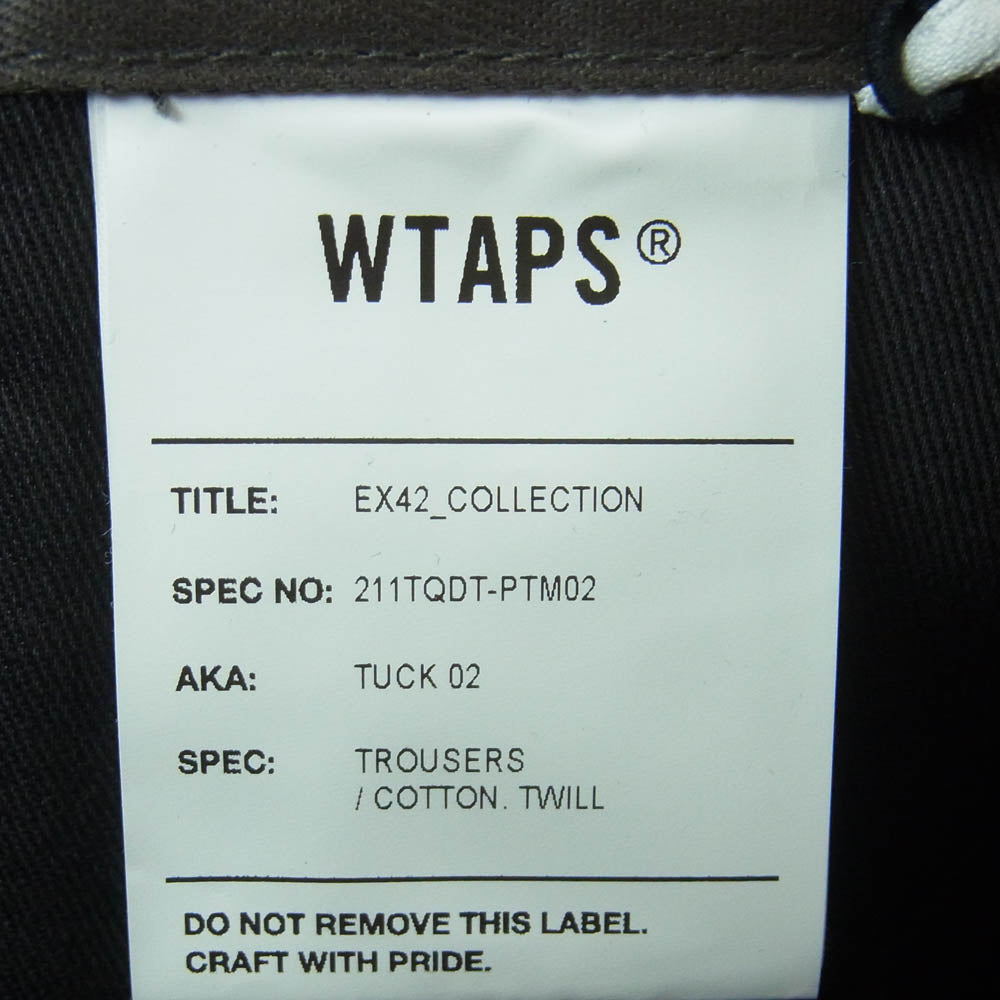 WTAPS®
TITLE: EX42_COLLECTION
SPEC NO: 211TQDT-PTM02
AKA: TUCK 02
SPEC: TROUSERS
/ COTTON. TWILL
DO NOT REMOVE THIS LABEL.
CRAFT WITH PRIDE.